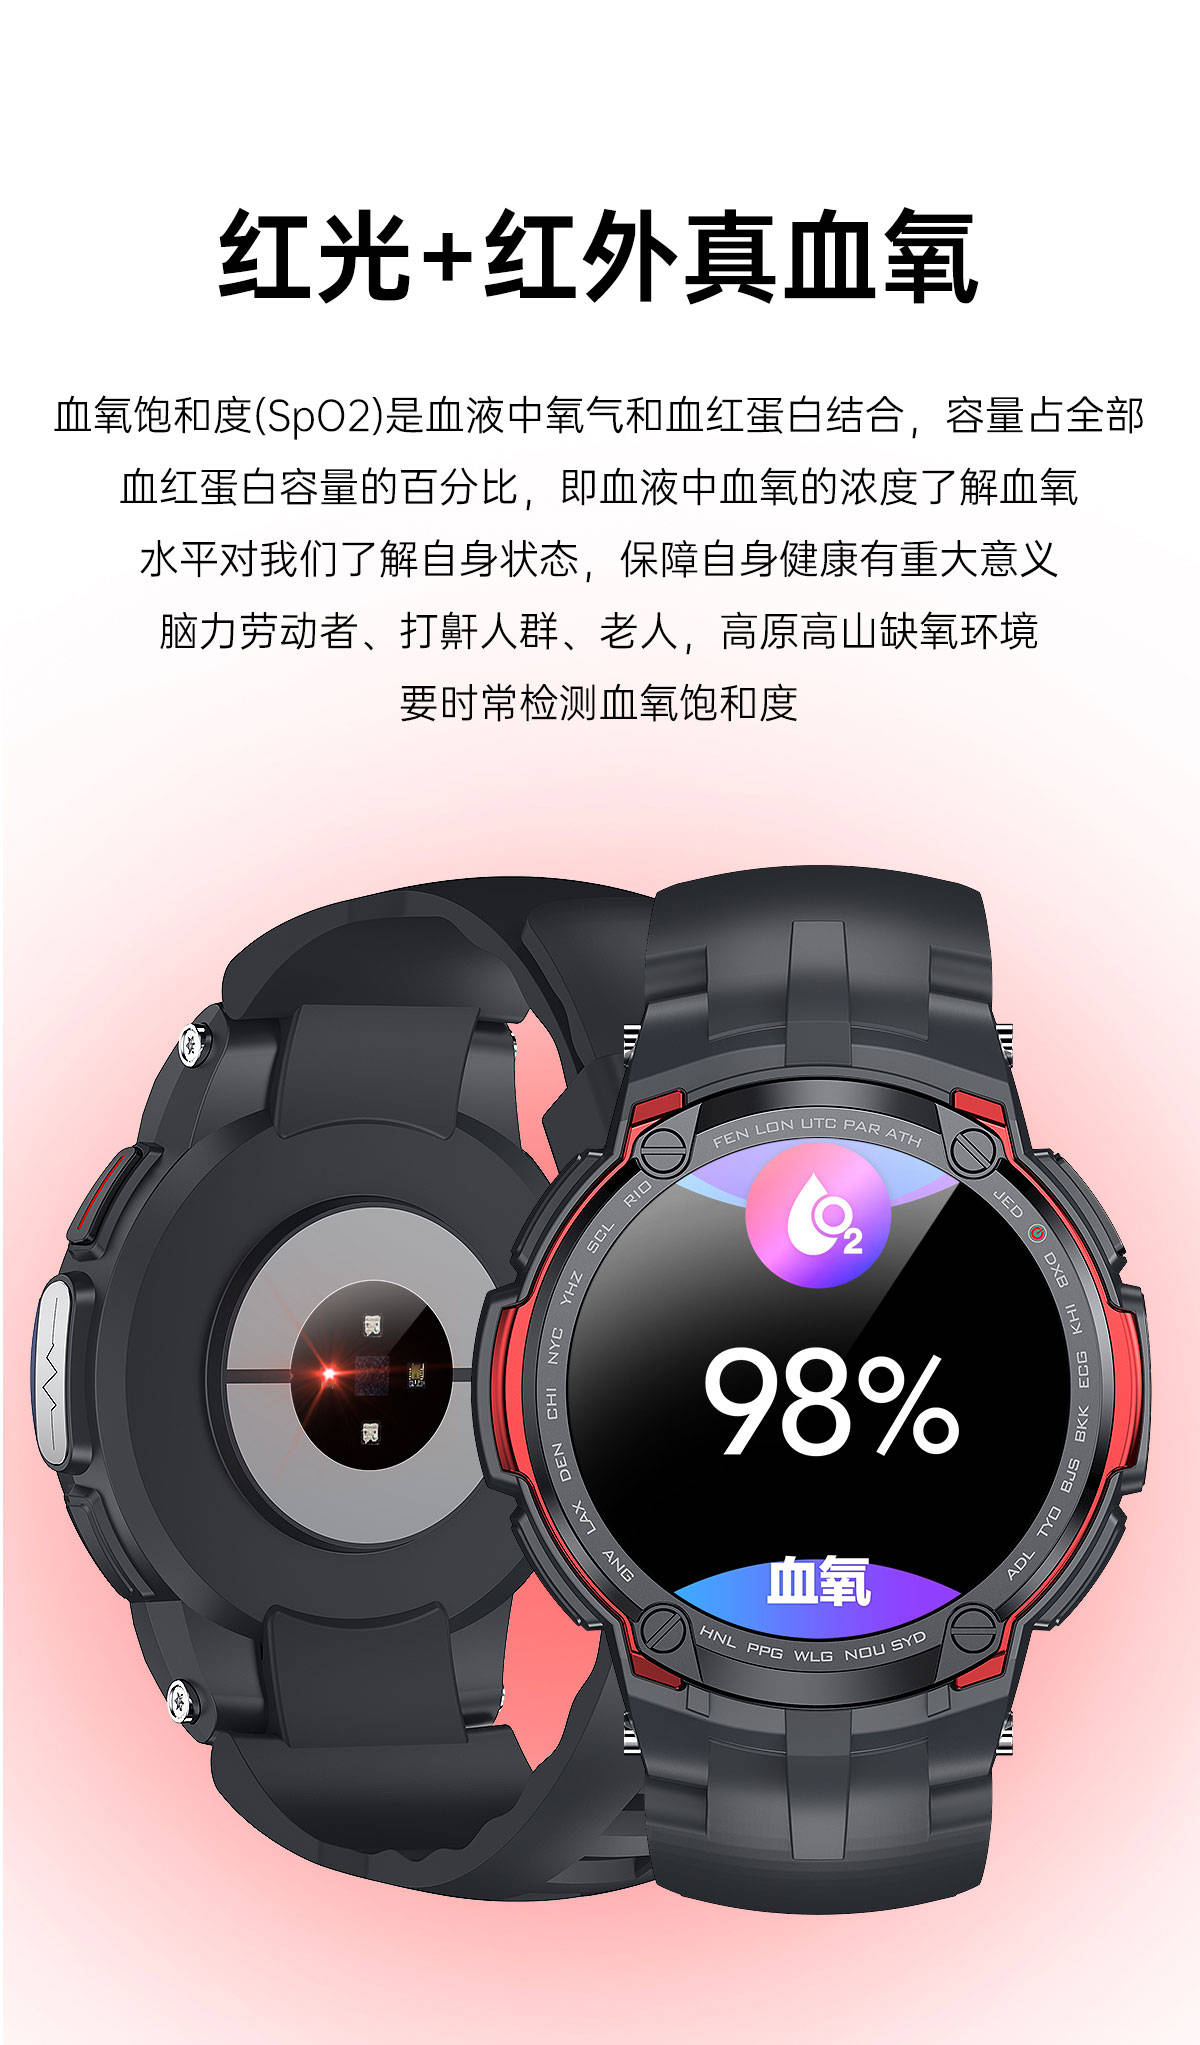 红光+红外真血氧
血氧饱和度(SpO2)是血液中氧气和血红蛋白结合，容量占全部
血红蛋白容量的百分比，即血液中血氧的浓度了解血氧
水平对我们了解自身状态，保障自身健康有重大意义
脑力劳动者、打鼾人群、老人，高原高山缺氧环境
要时常检测血氧饱和度
FEN LON UTC PAR ATH
RIO
SCL
YHZ
NYC
CHI
DEN
LAX
ANG
JED
DXB
KHI
ECG
BKK
BJS
TYO
ADL
O2
98%
血氧
HNL PPG WLG NOU SYD